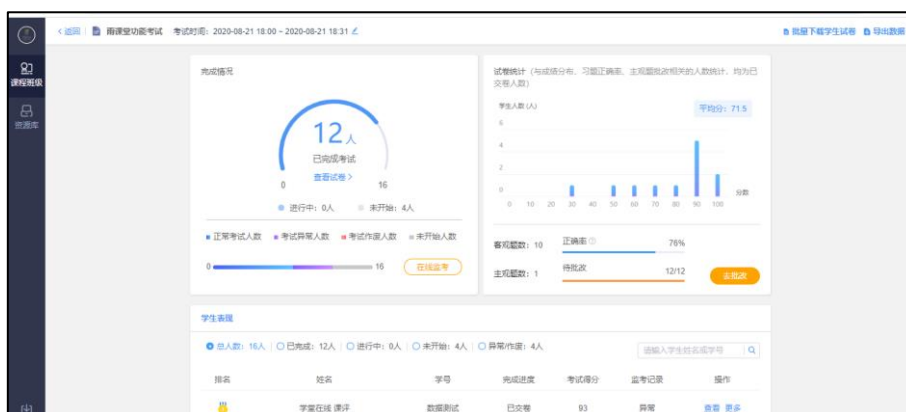 返回 雨课堂功能考试 考试时间: 2020-08-21 18:00 ~ 2020-08-21 18:31
批量下载学生试卷 导出数据
课程班级
资源库
完成情况
12人
已完成考试
查看试卷 >
0 16
进行中: 0人 未开始: 4人
正常考试人数 考试异常人数 考试作废人数 未开始人数
0 16 在线监考
试卷统计 (与成绩分布、习题正确率、主观题批改相关的人数统计, 均为已
交卷人数)
学生人数 (人) 平均分: 71.5
6
4
2
0
0 10 20 20 40 50 60 70 80 90 100 分数
客观题数: 10 正确率 76%
主观题数: 1 待批改 12/12 去批改
学生表现
总人数: 16人 已完成: 12人 进行中: 0人 未开始: 4人 异常/作废: 4人 请输入学生姓名或学号
排名 姓名 学号 完成进度 考试得分 监考记录 操作
学堂在线 课评 数据测试 已交卷 93 异常 查看 更多